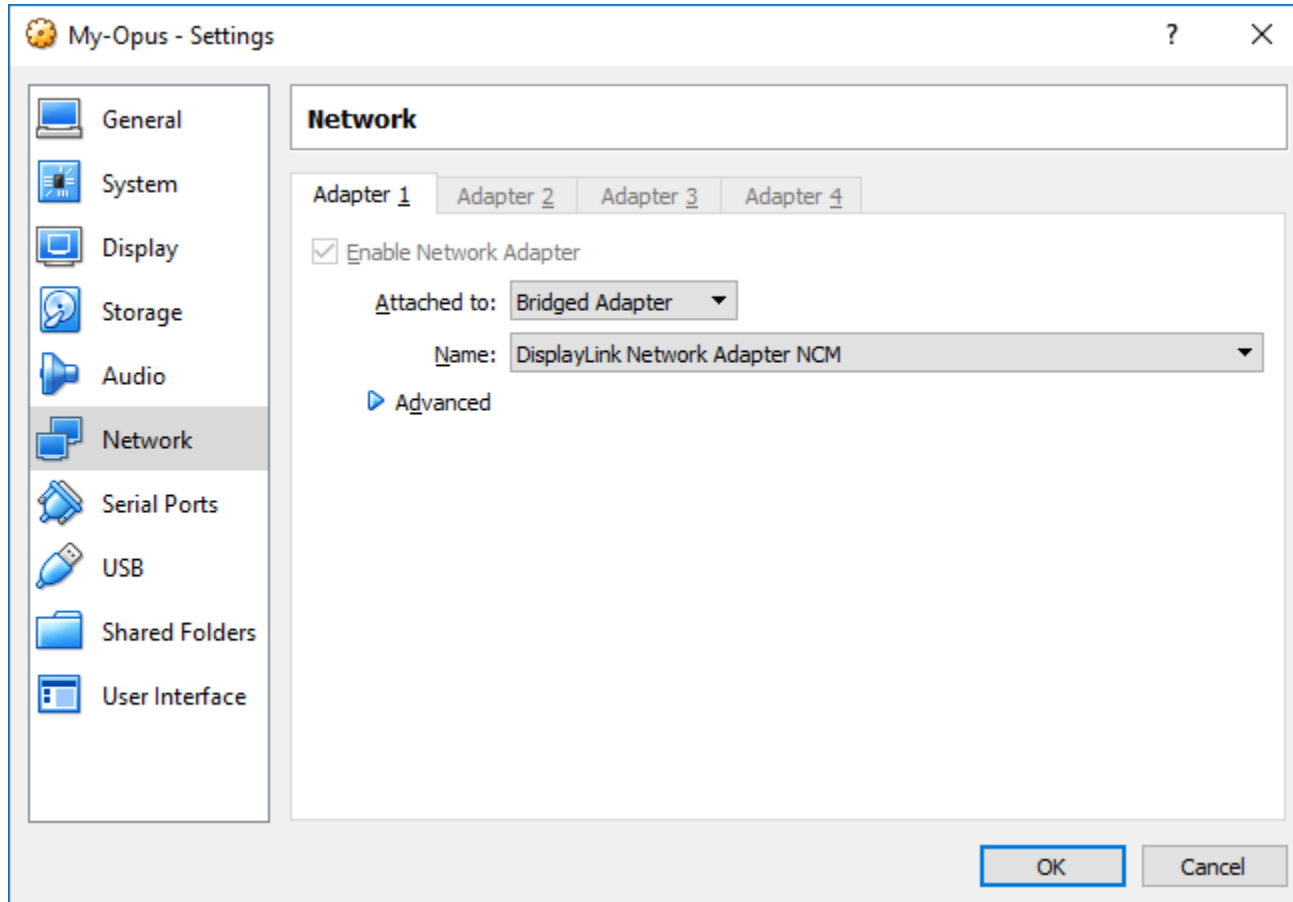 My-Opus - Settings
?
General
System
Display
Storage
Audio
Network
Serial Ports
USB
Shared Folders
User Interface
Network
Adapter 1 Adapter 2 Adapter 3 Adapter 4
Enable Network Adapter
Attached to: Bridged Adapter
Name: DisplayLink Network Adapter NCM
Advanced
OK Cancel